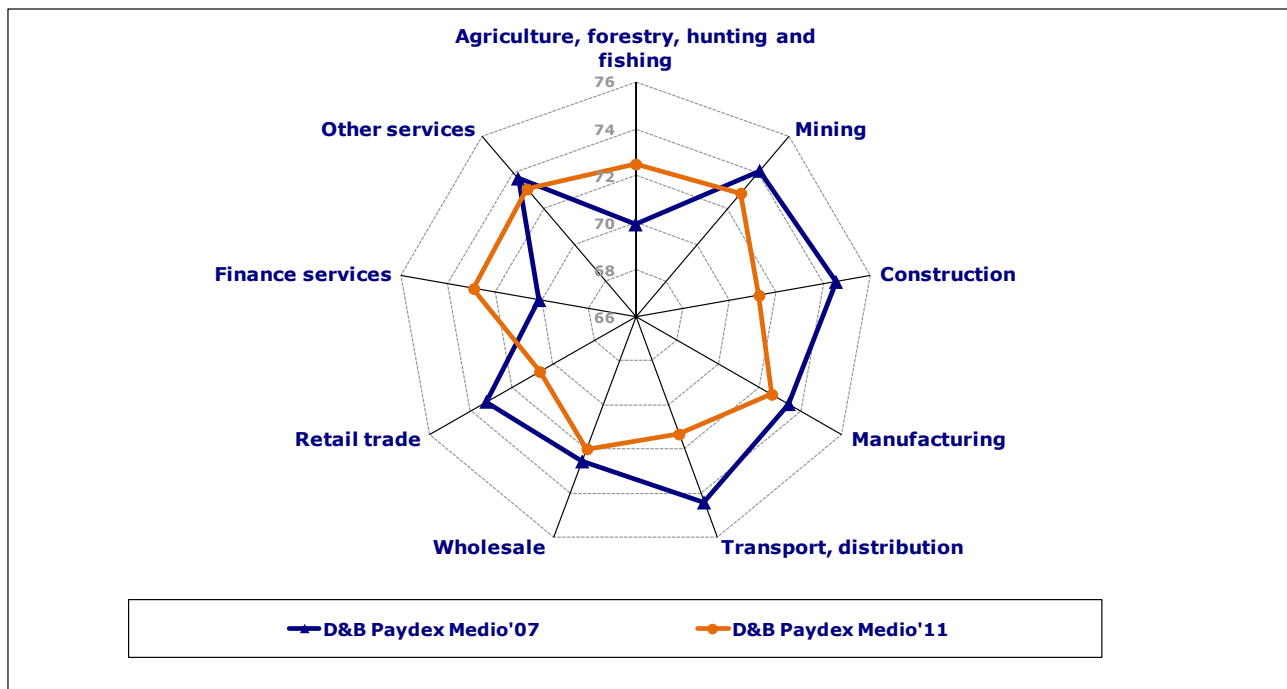 Agriculture, forestry, hunting and
fishing
76
Other services
74
Mining
72
70
Finance services
68
Construction
66
Retail trade
Manufacturing
Wholesale
Transport, distribution
D&B Paydex Medio'07
D&B Paydex Medio'11